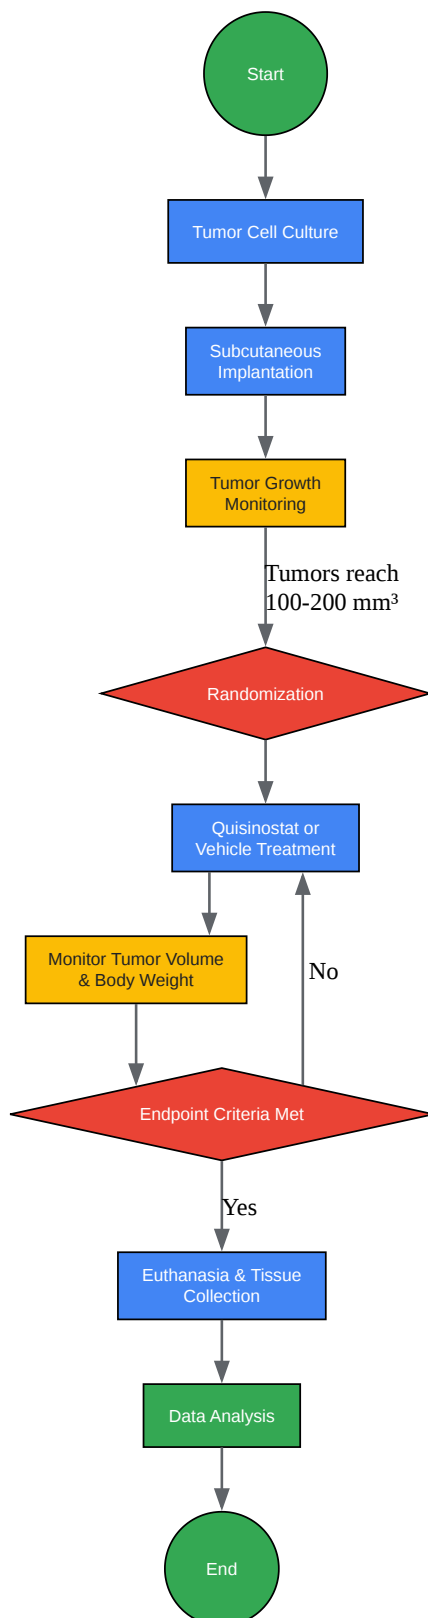 Start
Tumor Cell Culture
Subcutaneous
Implantation
Tumor Growth
Monitoring
Tumors reach
100-200 mm³
Randomization
Quisinostat or
Vehicle Treatment
Monitor Tumor Volume
& Body Weight
No
Endpoint Criteria Met
Yes
Euthanasia & Tissue
Collection
Data Analysis
End